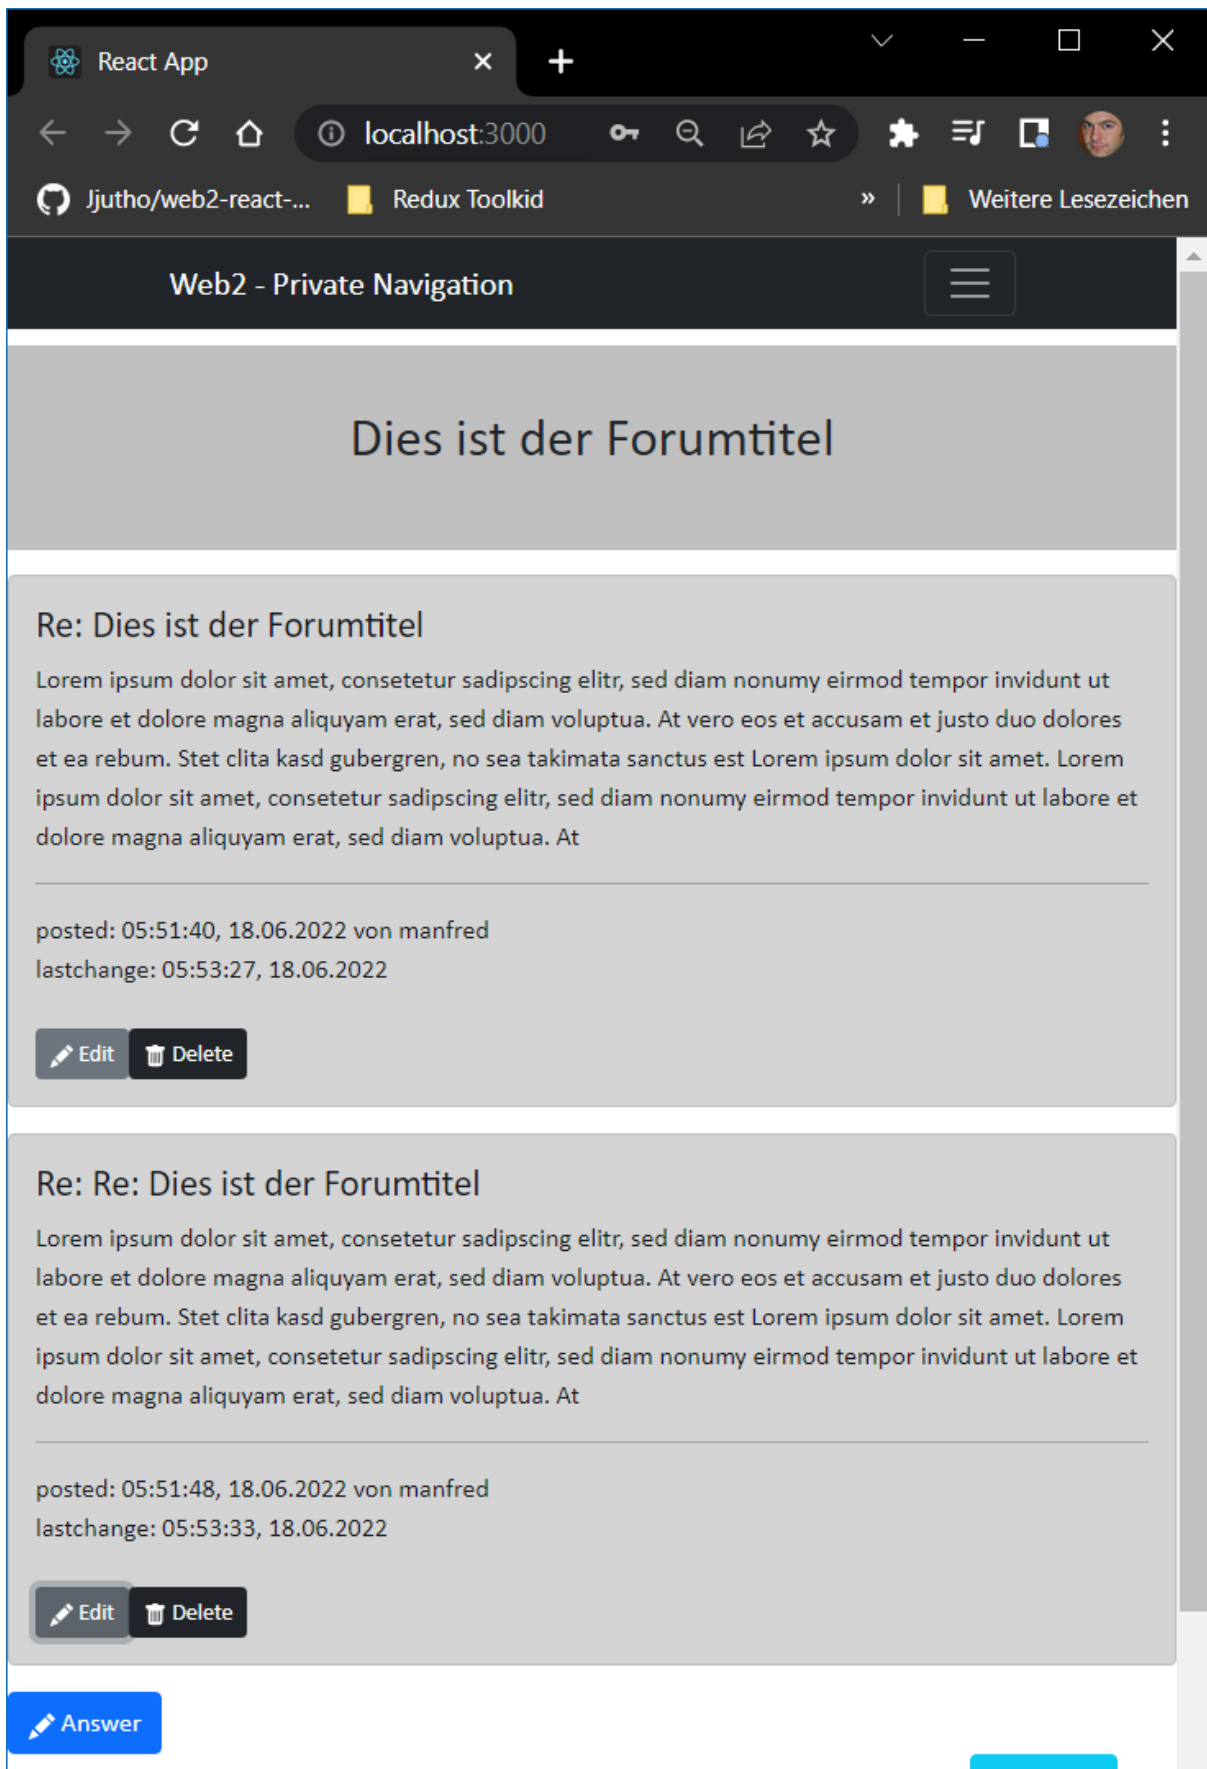 React App
localhost:3000
Jjutho/web2-react-...
Redux Toolkid
»
Weitere Lesezeichen
Web2 - Private Navigation
Dies ist der Forumtitel
Re: Dies ist der Forumtitel
Lorem ipsum dolor sit amet, consetetur sadipscing elitr, sed diam nonumy eirmod tempor invidunt ut
labore et dolore magna aliquyam erat, sed diam voluptua. At vero eos et accusam et justo duo dolores
et ea rebum. Stet clita kasd gubergren, no sea takimata sanctus est Lorem ipsum dolor sit amet. Lorem
ipsum dolor sit amet, consetetur sadipscing elitr, sed diam nonumy eirmod tempor invidunt ut labore et
dolore magna aliquyam erat, sed diam voluptua. At
posted: 05:51:40, 18.06.2022 von manfred
lastchange: 05:53:27, 18.06.2022
Edit Delete
Re: Re: Dies ist der Forumtitel
Lorem ipsum dolor sit amet, consetetur sadipscing elitr, sed diam nonumy eirmod tempor invidunt ut
labore et dolore magna aliquyam erat, sed diam voluptua. At vero eos et accusam et justo duo dolores
et ea rebum. Stet clita kasd gubergren, no sea takimata sanctus est Lorem ipsum dolor sit amet. Lorem
ipsum dolor sit amet, consetetur sadipscing elitr, sed diam nonumy eirmod tempor invidunt ut labore et
dolore magna aliquyam erat, sed diam voluptua. At
posted: 05:51:48, 18.06.2022 von manfred
lastchange: 05:53:33, 18.06.2022
Edit Delete
Answer